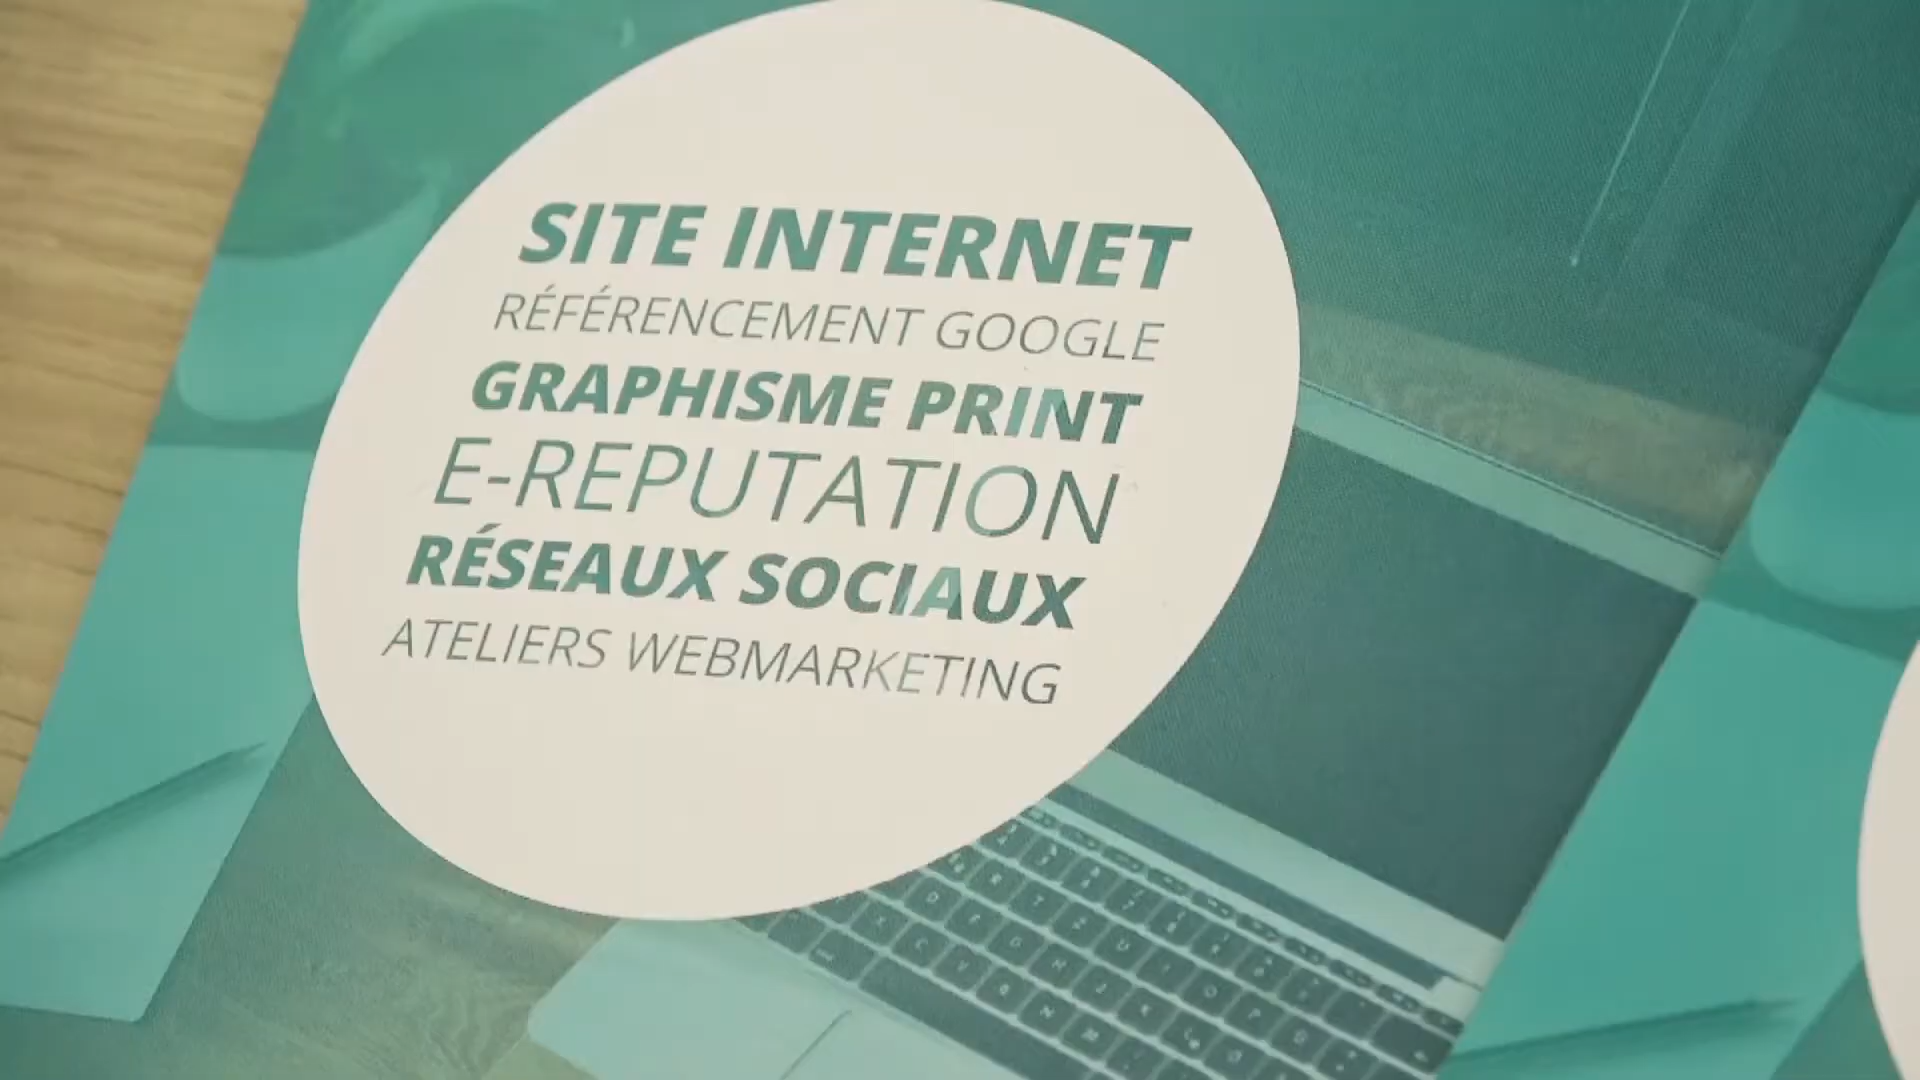 SITE INTERNET
RÉFÉRENCEMENT GOOGLE
GRAPHISME PRINT
E-REPUTATION
RÉSEAUX SOCIAUX
ATELIERS WEBMARKETING